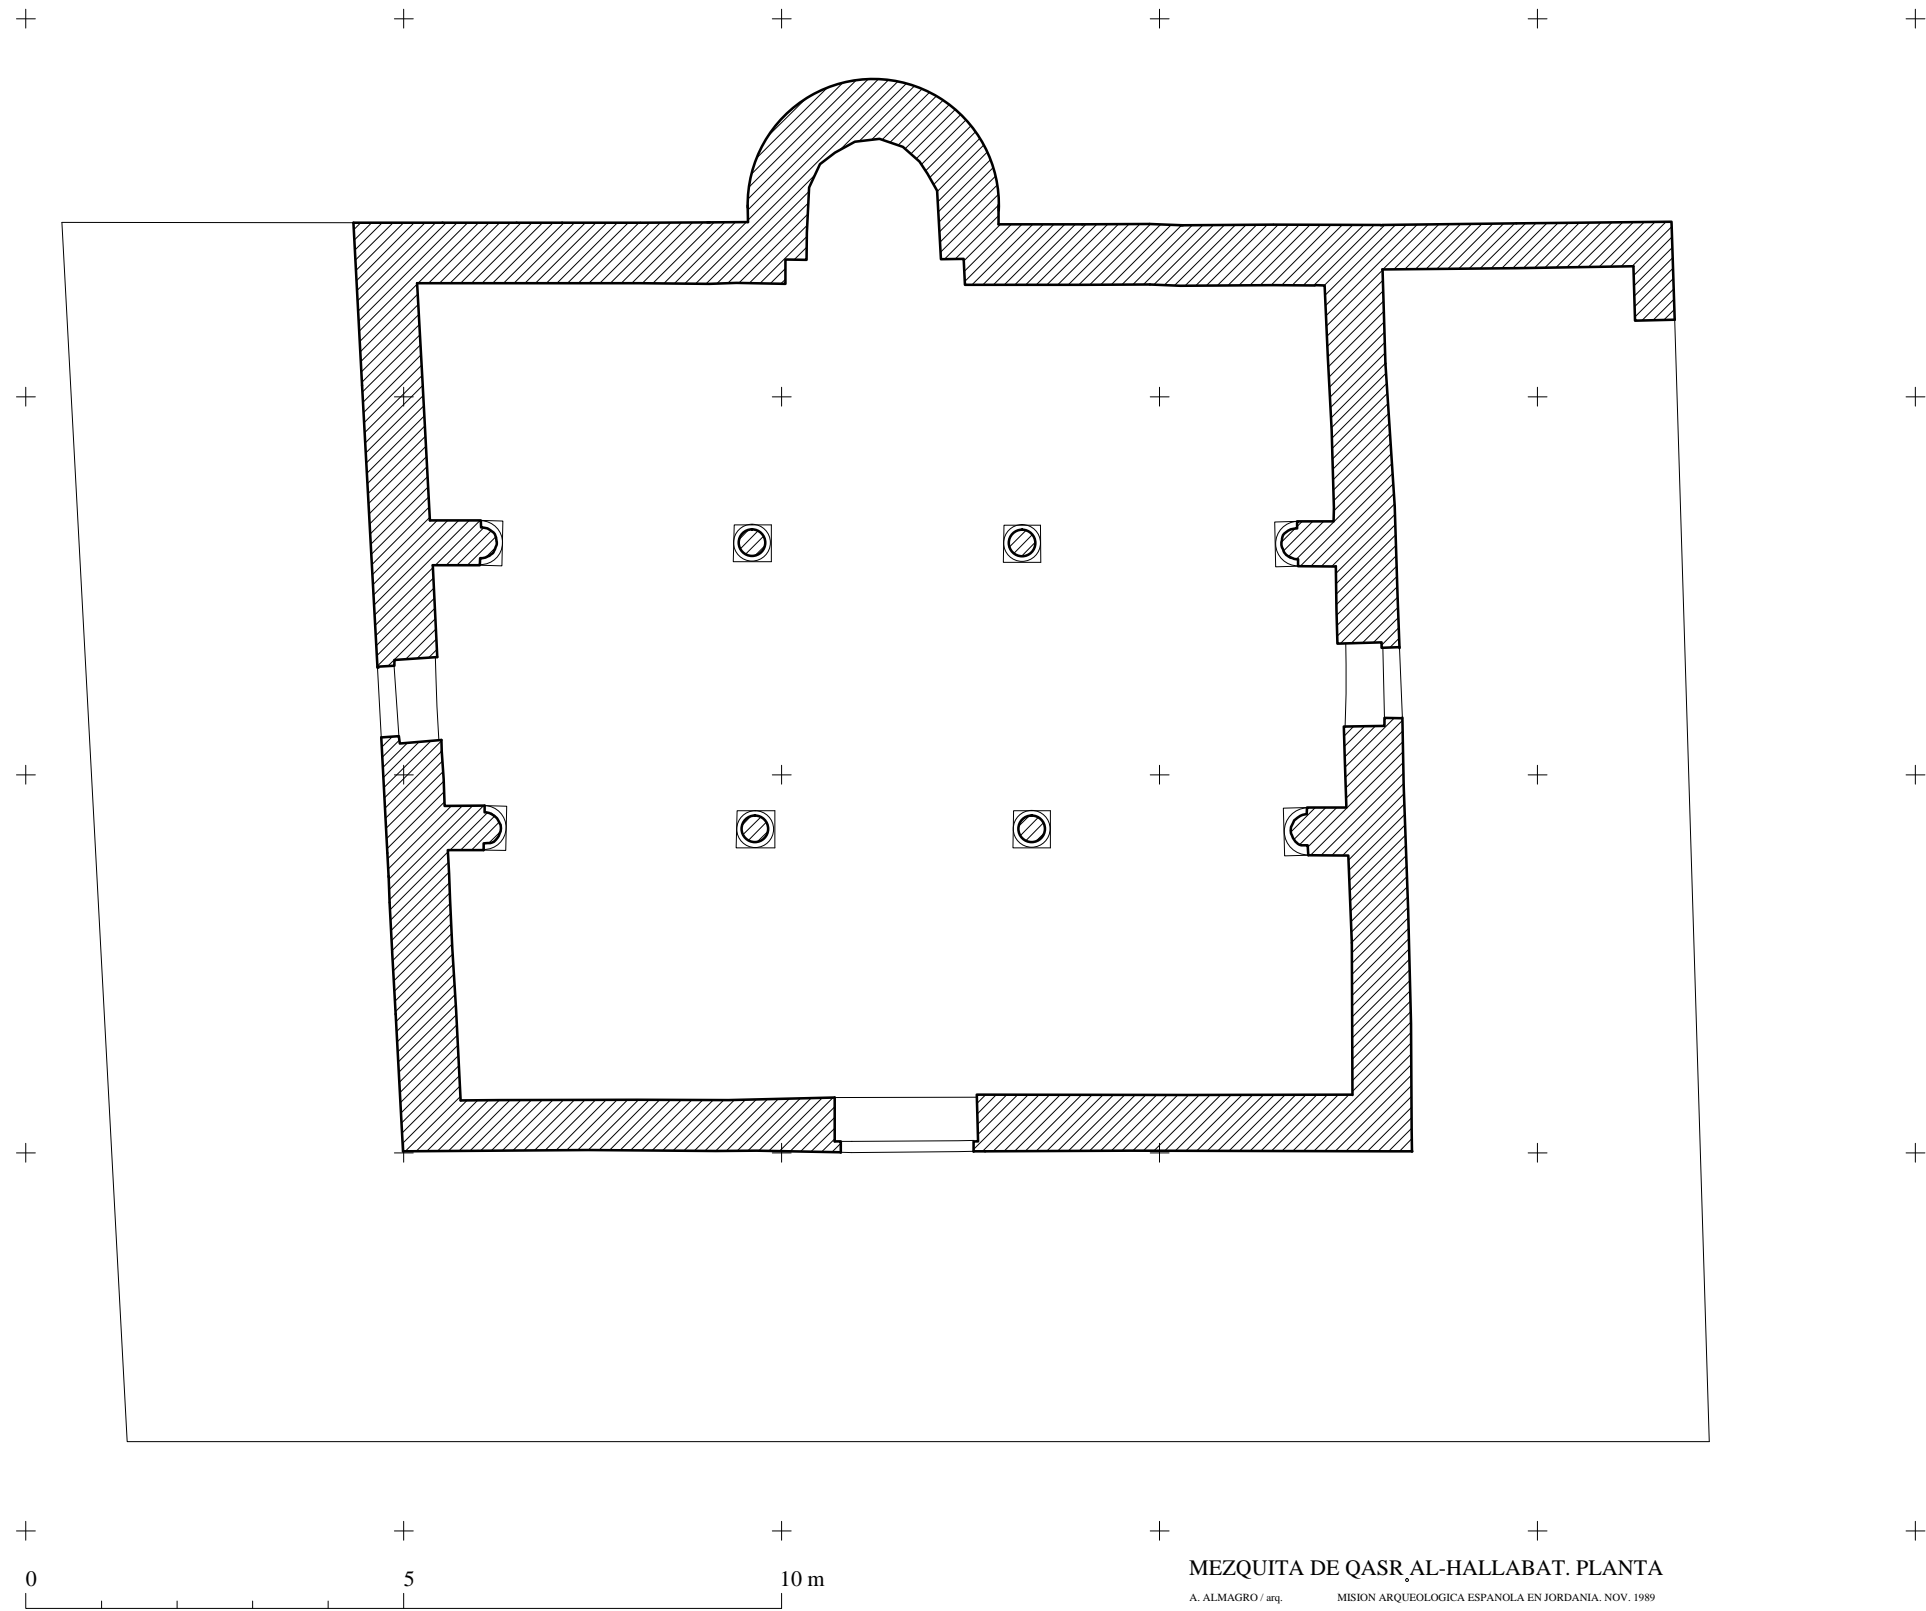 0 5 10 m
MEZQUITA DE QASR AL-HALLABAT. PLANTA
A. ALMAGRO / arq. MISION ARQUEOLOGICA ESPANOLA EN JORDANIA. NOV. 1989